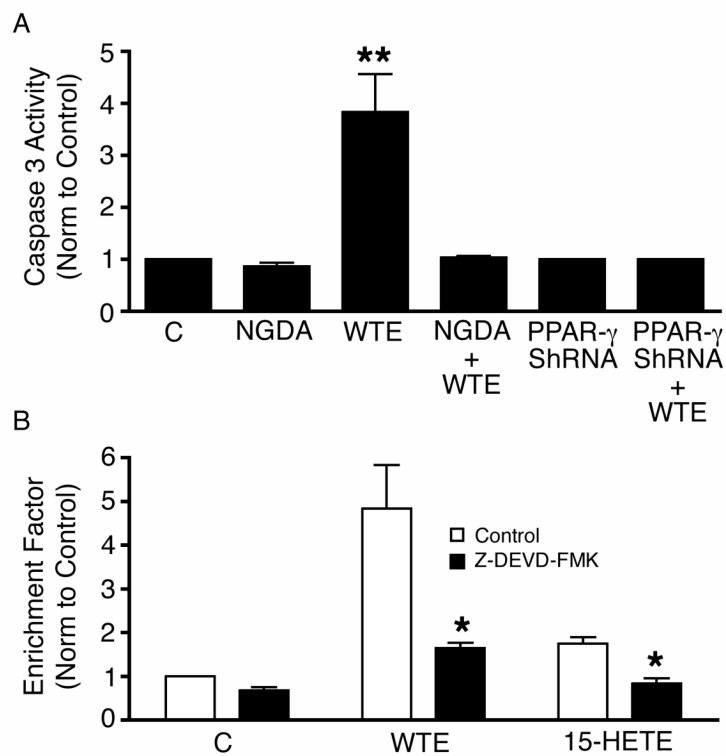 A
Caspase 3 Activity
(Norm to Control)
5
4
3
2
1
0
**
C
NGDA
WTE
NGDA
+
WTE
PPAR-γ
ShRNA
PPAR-γ
ShRNA
+
WTE
B
Enrichment Factor
(Norm to Control)
6
5
4
3
2
1
0
Control
Z-DEVD-FMK
*
*
C
WTE
15-HETE